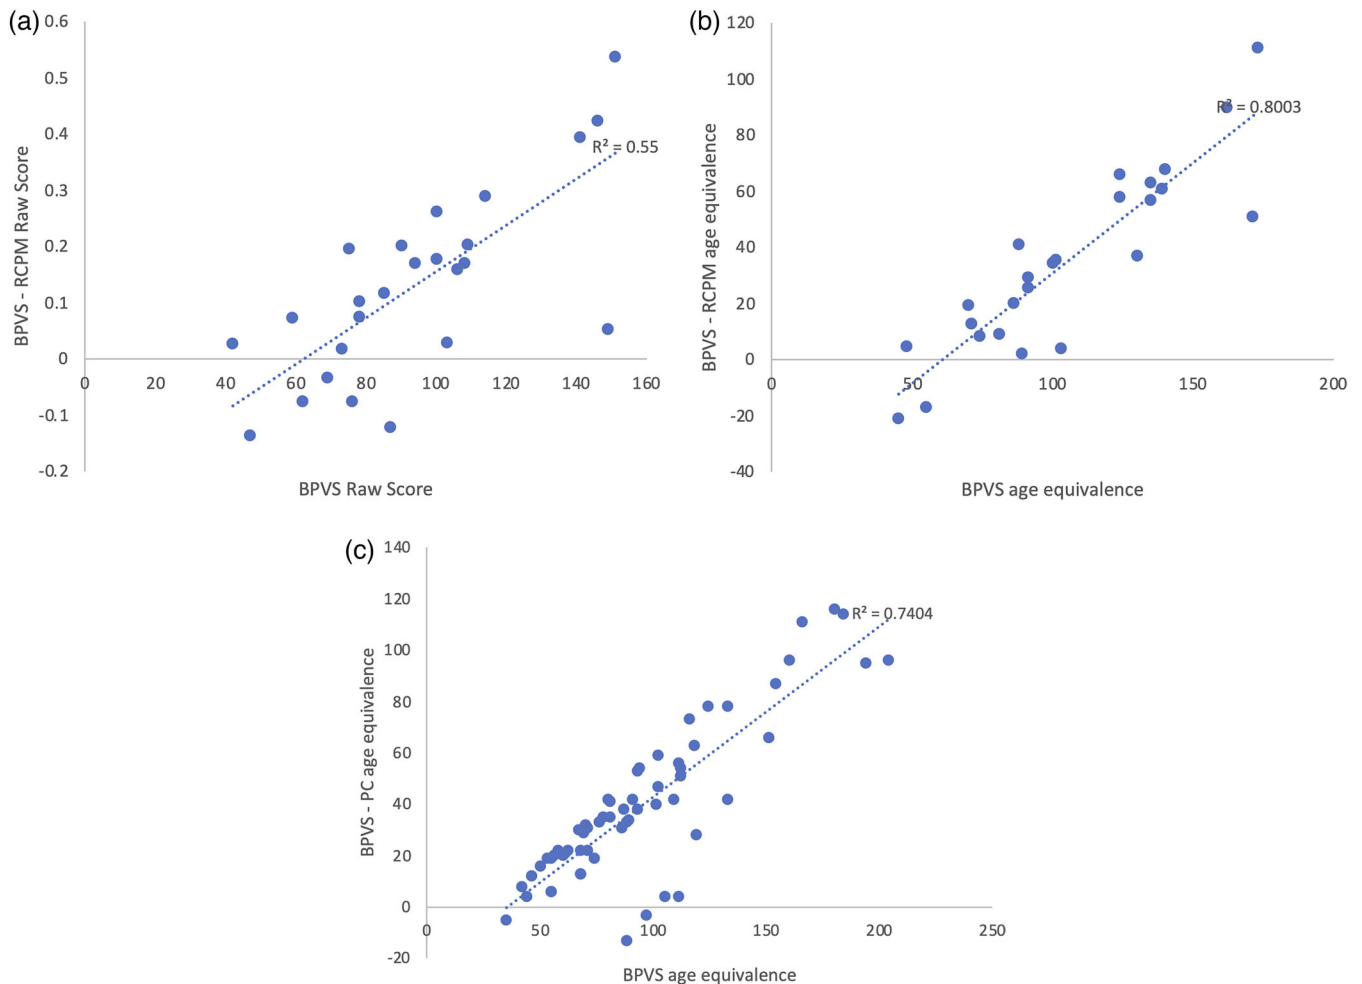 (a)
0.6
0.5
0.4
0.3
0.2
0.1
0
-0.1
-0.2
BPVS - RCPM Raw Score
R² = 0.55
0 20 40 60 80 100 120 140 160
BPVS Raw Score
(b)
120
100
80
60
40
20
0
-20
-40
BPVS - RCPM age equivalence
R² = 0.8003
0 50 100 150 200
BPVS age equivalence
(c)
140
120
100
80
60
40
20
0
-20
BPVS - PC age equivalence
R² = 0.7404
0 50 100 150 200 250
BPVS age equivalence